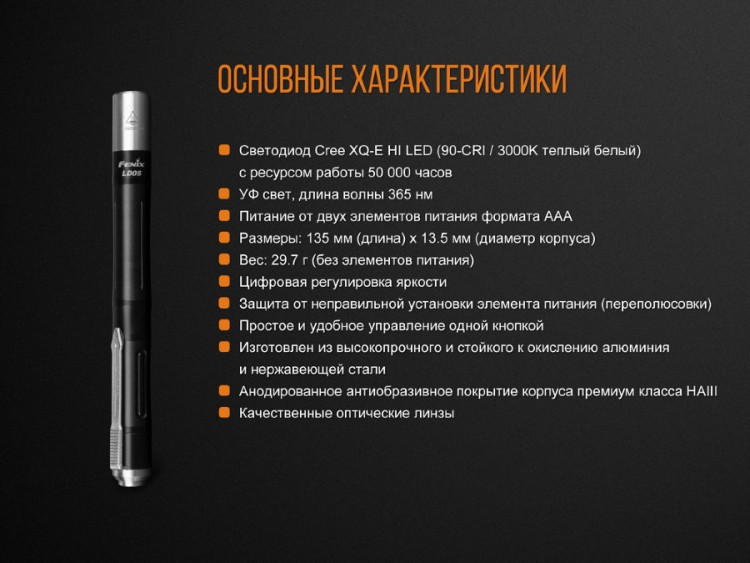 ОСНОВНЫЕ ХАРАКТЕРИСТИКИ
FENIX
LD05
Светодиод Cree XQ-E HI LED (90-CRI / 3000K теплый белый)
с ресурсом работы 50 000 часов
УФ свет, длина волны 365 нм
Питание от двух элементов питания формата ААА
Размеры: 135 мм (длина) х 13.5 мм (диаметр корпуса)
Вес: 29.7 г (без элементов питания)
Цифровая регулировка яркости
Защита от неправильной установки элемента питания (переполюсовки)
Простое и удобное управление одной кнопкой
Изготовлен из высокопрочного и стойкого к окислению алюминия
и нержавеющей стали
Анодированное антиобразивное покрытие корпуса премиум класса HAIII
Качественные оптические линзы